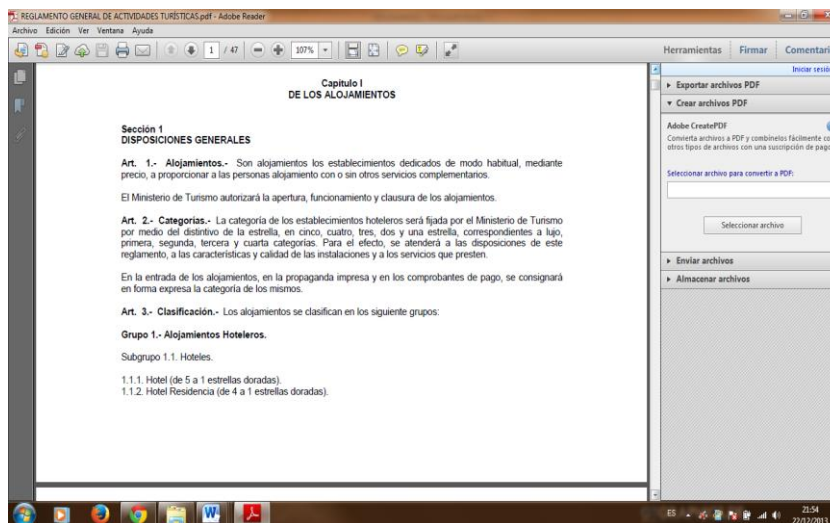 REGLAMENTO GENERAL DE ACTIVIDADES TURÍSTICAS.pdf - Adobe Reader
Archivo Edición Ver Ventana Ayuda
1 / 47 107% Herramientas Firmar Comentari
Iniciar sesió
Capítulo I
DE LOS ALOJAMIENTOS
Sección 1
DISPOSICIONES GENERALES
Art. 1.- Alojamientos.- Son alojamientos los establecimientos dedicados de modo habitual, mediante
precio, a proporcionar a las personas alojamiento con o sin otros servicios complementarios.
El Ministerio de Turismo autorizará la apertura, funcionamiento y clausura de los alojamientos.
Art. 2.- Categorías.- La categoría de los establecimientos hoteleros será fijada por el Ministerio de Turismo
por medio del distintivo de la estrella, en cinco, cuatro, tres, dos y una estrella, correspondientes a lujo,
primera, segunda, tercera y cuarta categorías. Para el efecto, se atenderá a las disposiciones de este
reglamento, a las características y calidad de las instalaciones y a los servicios que presten.
En la entrada de los alojamientos, en la propaganda impresa y en los comprobantes de pago, se consignará
en forma expresa la categoría de los mismos.
Art. 3.- Clasificación.- Los alojamientos se clasifican en los siguiente grupos:
Grupo 1.- Alojamientos Hoteleros.
Subgrupo 1.1. Hoteles.
1.1.1. Hotel (de 5 a 1 estrellas doradas).
1.1.2. Hotel Residencia (de 4 a 1 estrellas doradas).
Exportar archivos PDF
Crear archivos PDF
Adobe CreatePDF
Convierta archivos a PDF y combínelos fácilmente co
otros tipos de archivos con una suscripción de pago
Seleccionar archivo para convertir a PDF:
Seleccionar archivo
Enviar archivos
Almacenar archivos
ES 21:54
22/12/2013